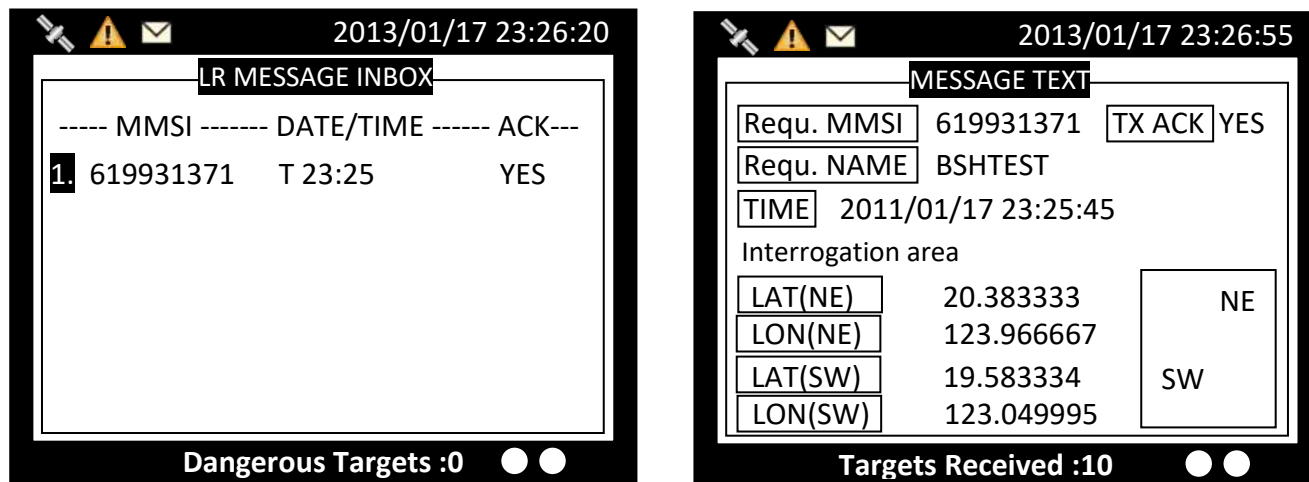 2013/01/17 23:26:20
LR MESSAGE INBOX
----- MMSI ------- DATE/TIME ------ ACK---
1. 619931371 T 23:25 YES
Dangerous Targets :0
2013/01/17 23:26:55
MESSAGE TEXT
Requ. MMSI 619931371 TX ACK YES
Requ. NAME BSHTEST
TIME 2011/01/17 23:25:45
Interrogation area
LAT(NE) 20.383333 NE
LON(NE) 123.966667
LAT(SW) 19.583334 SW
LON(SW) 123.049995
Targets Received :10